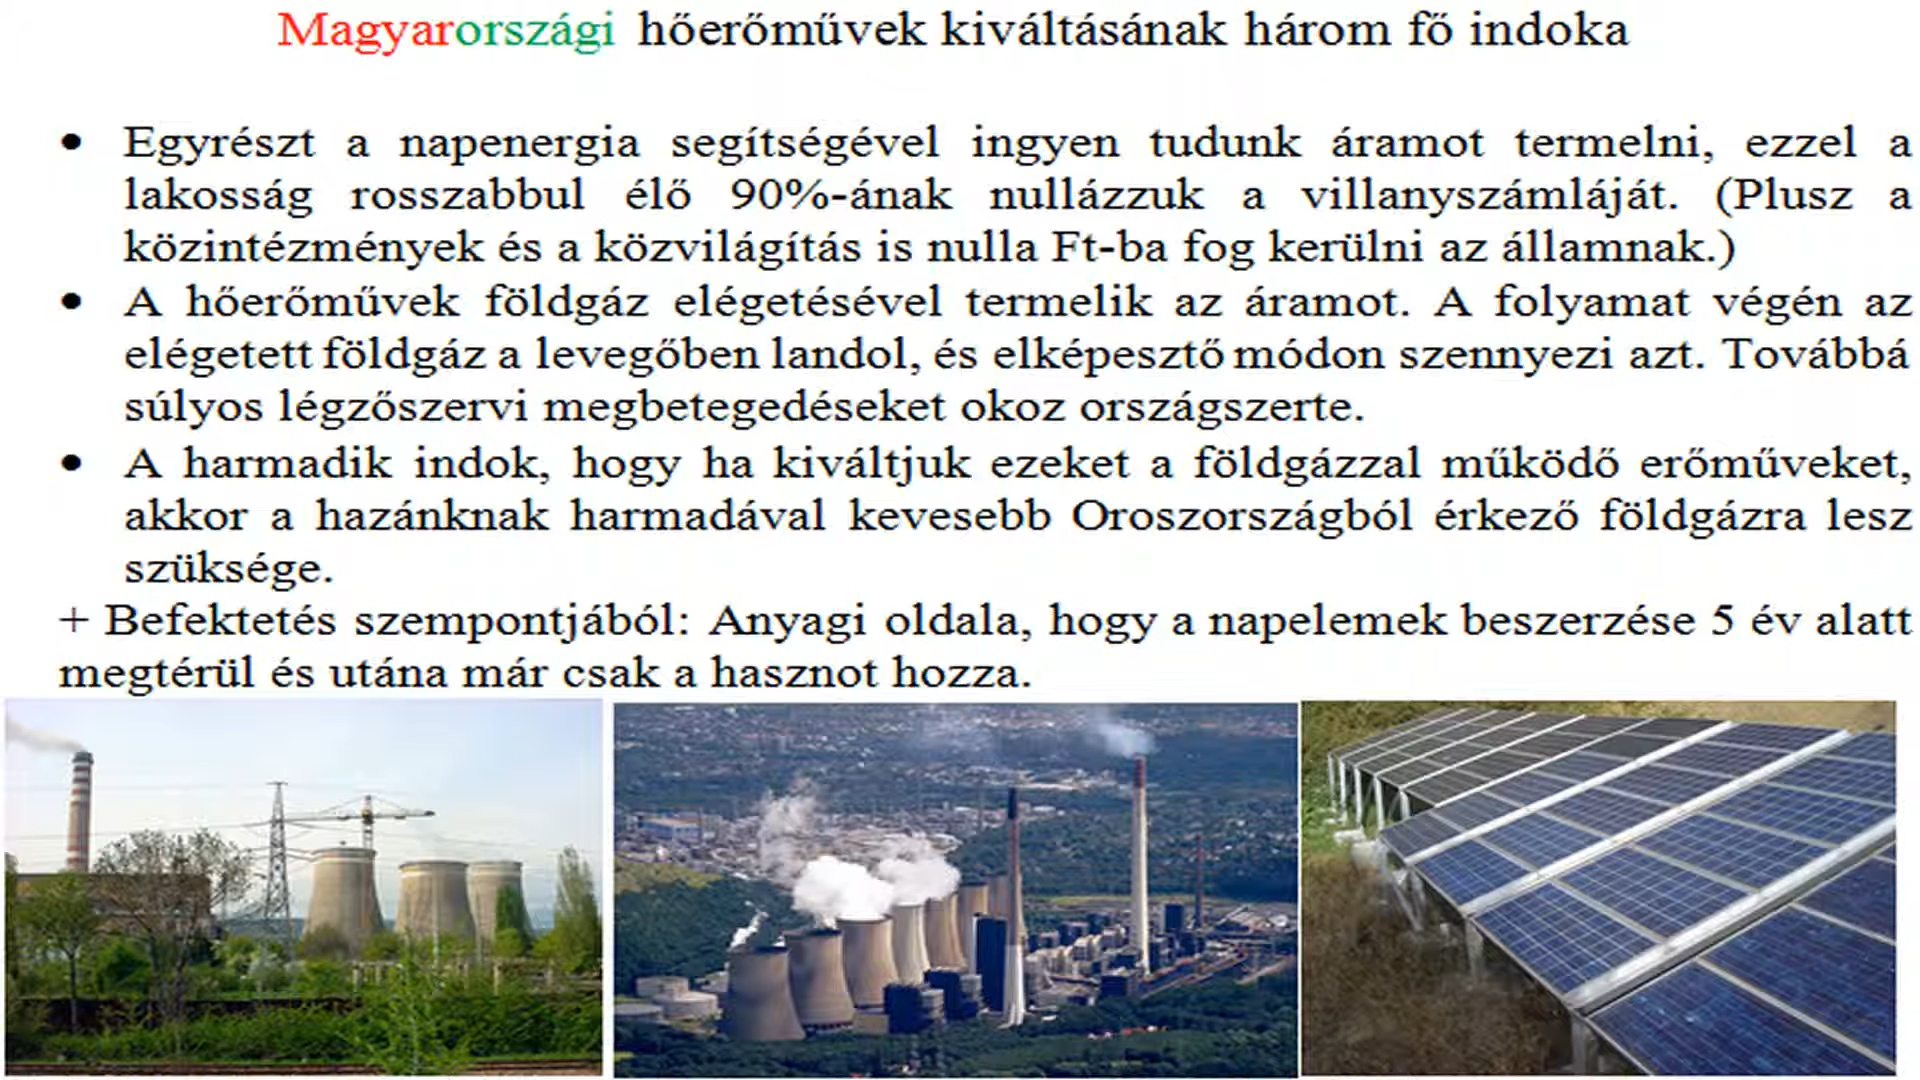 Magyarországi hőerőművek kiváltásának három fő indoka
• Egyrészt a napenergia segítségével ingyen tudunk áramot termelni, ezzel a
lakosság rosszabbul élő 90%-ának nullázzuk a villanyszámláját. (Plusz a
közintézmények és a közvilágítás is nulla Ft-ba fog kerülni az államnak.)
• A hőerőművek földgáz elégetésével termelik az áramot. A folyamat végén az
elégetett földgáz a levegőben landol, és elképesztő módon szennyezi azt. Továbbá
súlyos légzőszervi megbetegedéseket okoz országszerte.
• A harmadik indok, hogy ha kiváltjuk ezeket a földgázzal működő erőműveket,
akkor a hazánknak harmadával kevesebb Oroszországból érkező földgázra lesz
szüksége.
+ Befektetés szempontjából: Anyagi oldala, hogy a napelemek beszerzése 5 év alatt
megtérül és utána már csak a hasznot hozza.